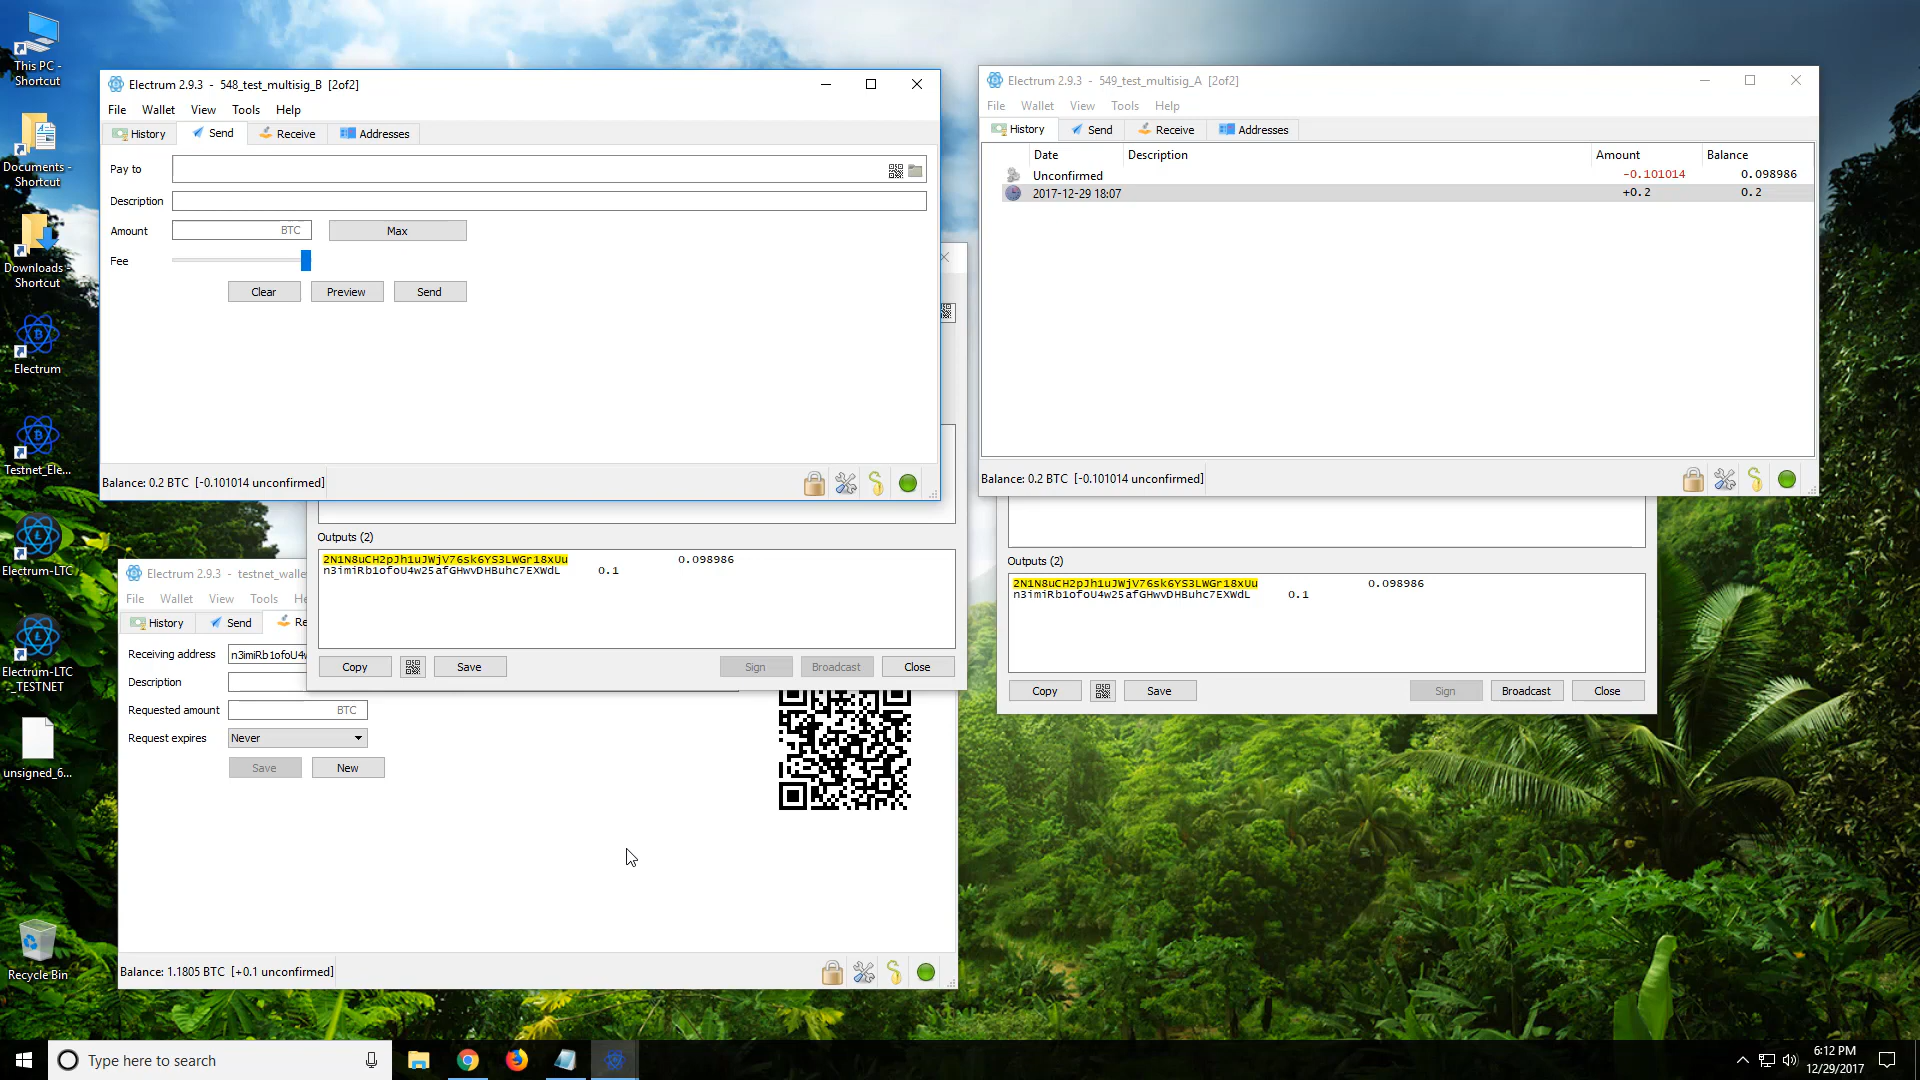 This PC -
Shortcut
Documents -
Shortcut
Downloads -
Shortcut
Electrum
Testnet_Ele...
Electrum-LTC
Electrum-LTC
_TESTNET
unsigned_6...
Recycle Bin
Electrum 2.9.3 - 548_test_multisig_B [2of2]
File Wallet View Tools Help
History Send Receive Addresses
Pay to
Description
Amount BTC Max
Fee
Clear Preview Send
Balance: 0.2 BTC [-0.101014 unconfirmed]
Electrum 2.9.3 - 549_test_multisig_A [2of2]
File Wallet View Tools Help
History Send Receive Addresses
Date Description Amount Balance
Unconfirmed -0.101014 0.098986
2017-12-29 18:07 +0.2 0.2
Balance: 0.2 BTC [-0.101014 unconfirmed]
Outputs (2)
2N1N8uCH2pJh1uJWjV76sk6YS3LWGr18xUu 0.098986
n3imiRb1ofoU4w25afGHwvDHBuhc7EXWdL 0.1
Copy Save Sign Broadcast Close
Outputs (2)
2N1N8uCH2pJh1uJWjV76sk6YS3LWGr18xUu 0.098986
n3imiRb1ofoU4w25afGHwvDHBuhc7EXWdL 0.1
Copy Save Sign Broadcast Close
Electrum 2.9.3 - testnet_walle
File Wallet View Tools He
History Send Re
Receiving address n3imiRb1ofoU4w
Description
Requested amount BTC
Request expires Never
Save New
Balance: 1.1805 BTC [+0.1 unconfirmed]
Type here to search
6:12 PM
12/29/2017